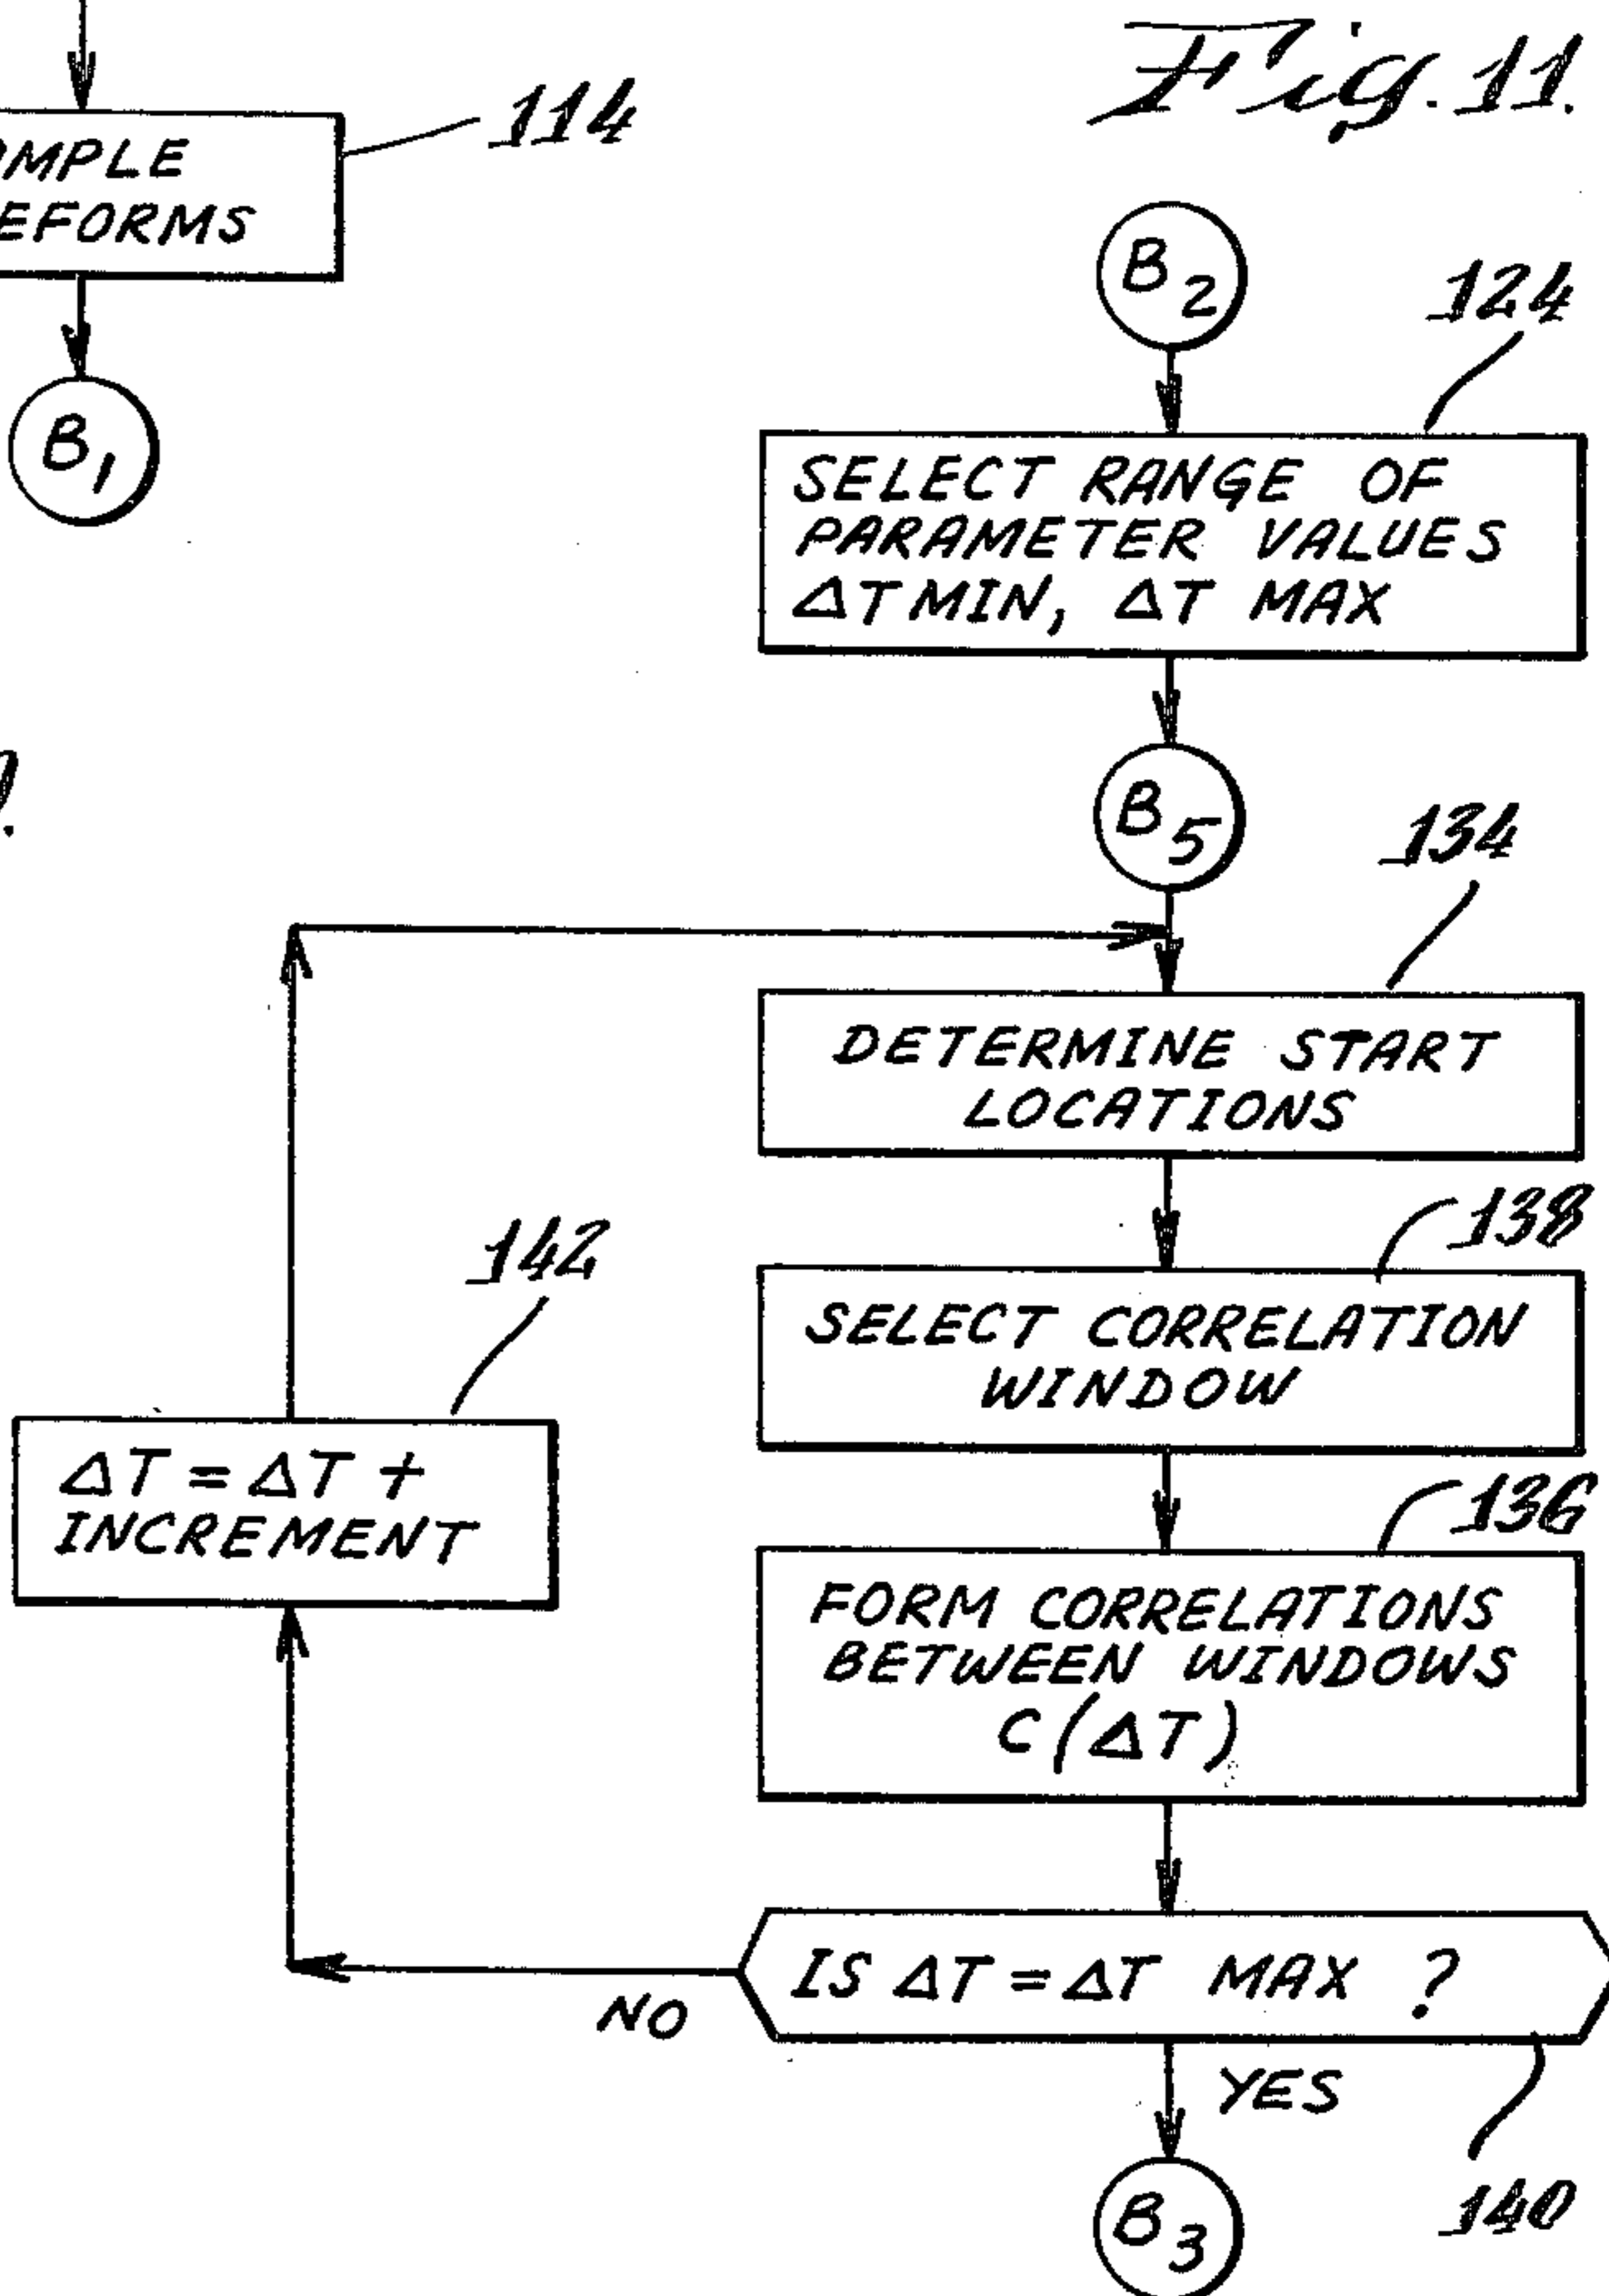 Fig. 11.
114
B1
B2
124
SELECT RANGE OF
PARAMETER VALUES
ΔT MIN, ΔT MAX
B5
134
DETERMINE START
LOCATIONS
138
SELECT CORRELATION
WINDOW
142
ΔT = ΔT +
INCREMENT
136
FORM CORRELATIONS
BETWEEN WINDOWS
C (ΔT)
IS ΔT = ΔT MAX ?
NO
YES
140
B3